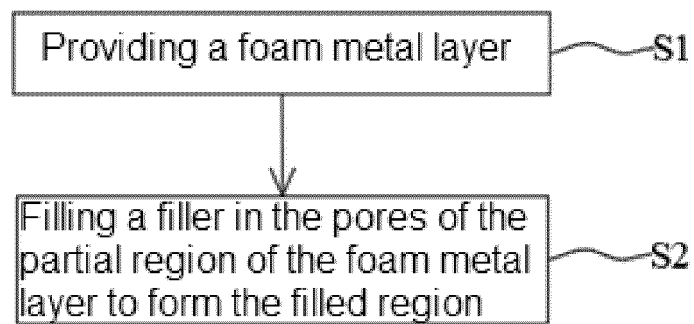 Providing a foam metal layer
S1
Filling a filler in the pores of the
partial region of the foam metal
layer to form the filled region
S2